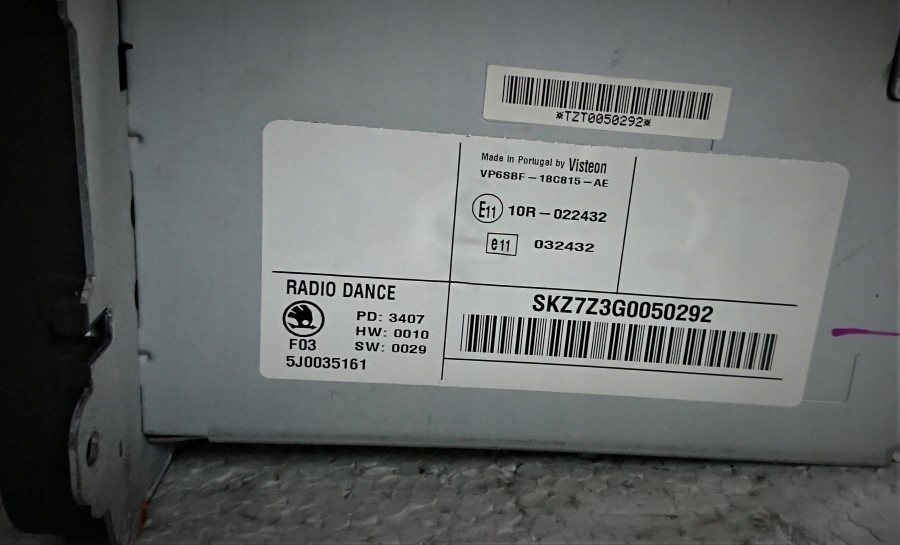 *TZT0050292*
Made in Portugal by Visteon
VP6SBF-18C815-AE
E11 10R-022432
e11 032432
RADIO DANCE
PD: 3407
HW: 0010
F03 SW: 0029
5J0035161
SKZ7Z3G0050292